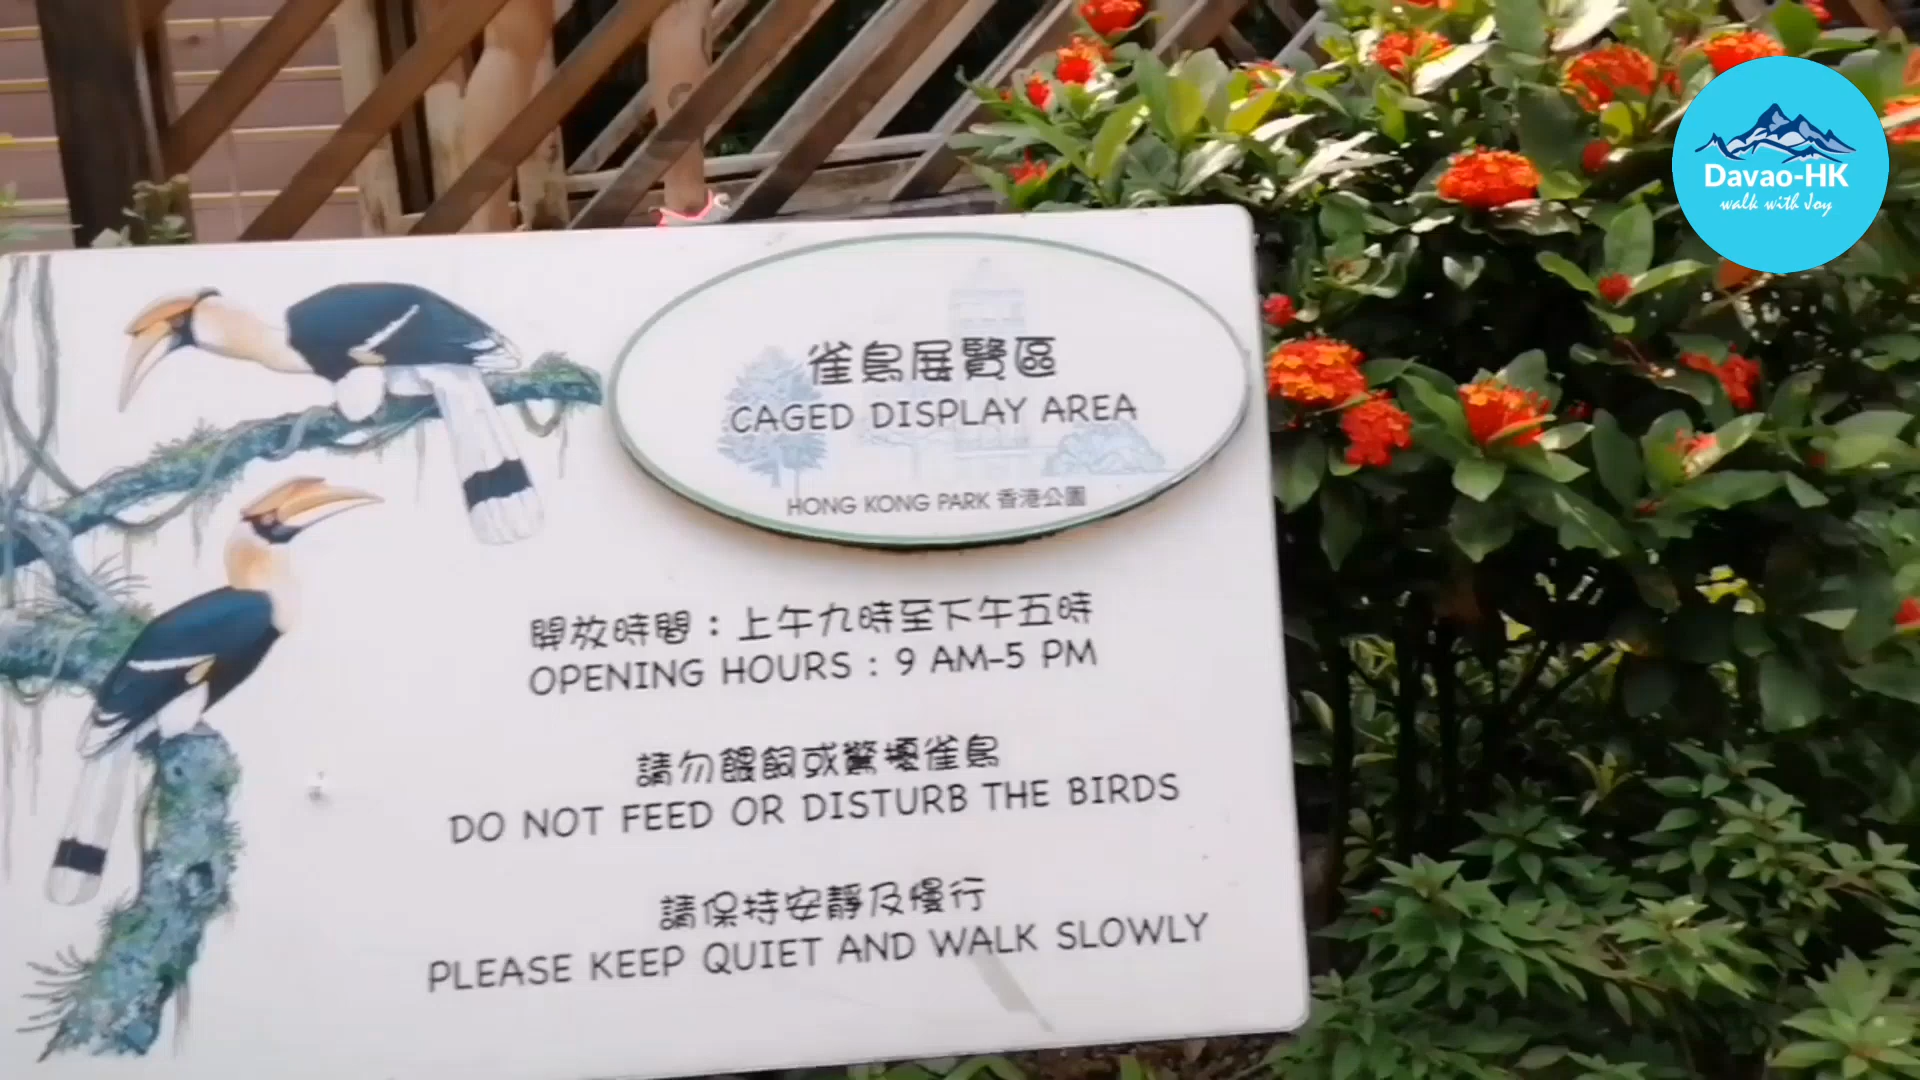 Davao-HK
walk with Joy
雀鳥展覽區
CAGED DISPLAY AREA
HONG KONG PARK 香港公園
開放時間：上午九時至下午五時
OPENING HOURS : 9 AM-5 PM
請勿餵飼或驚擾雀鳥
DO NOT FEED OR DISTURB THE BIRDS
請保持安靜及慢行
PLEASE KEEP QUIET AND WALK SLOWLY